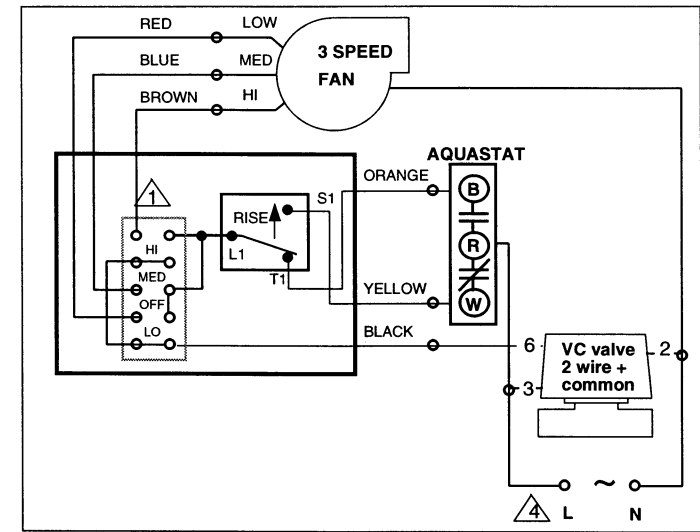 RED LOW
BLUE MED
BROWN HI
3 SPEED
FAN
AQUASTAT
ORANGE
B
1
S1
RISE
HI
L1
R
T1
MED
YELLOW
W
OFF
LO
BLACK
6
VC valve
2 wire +
common
2
3
4 L ~ N